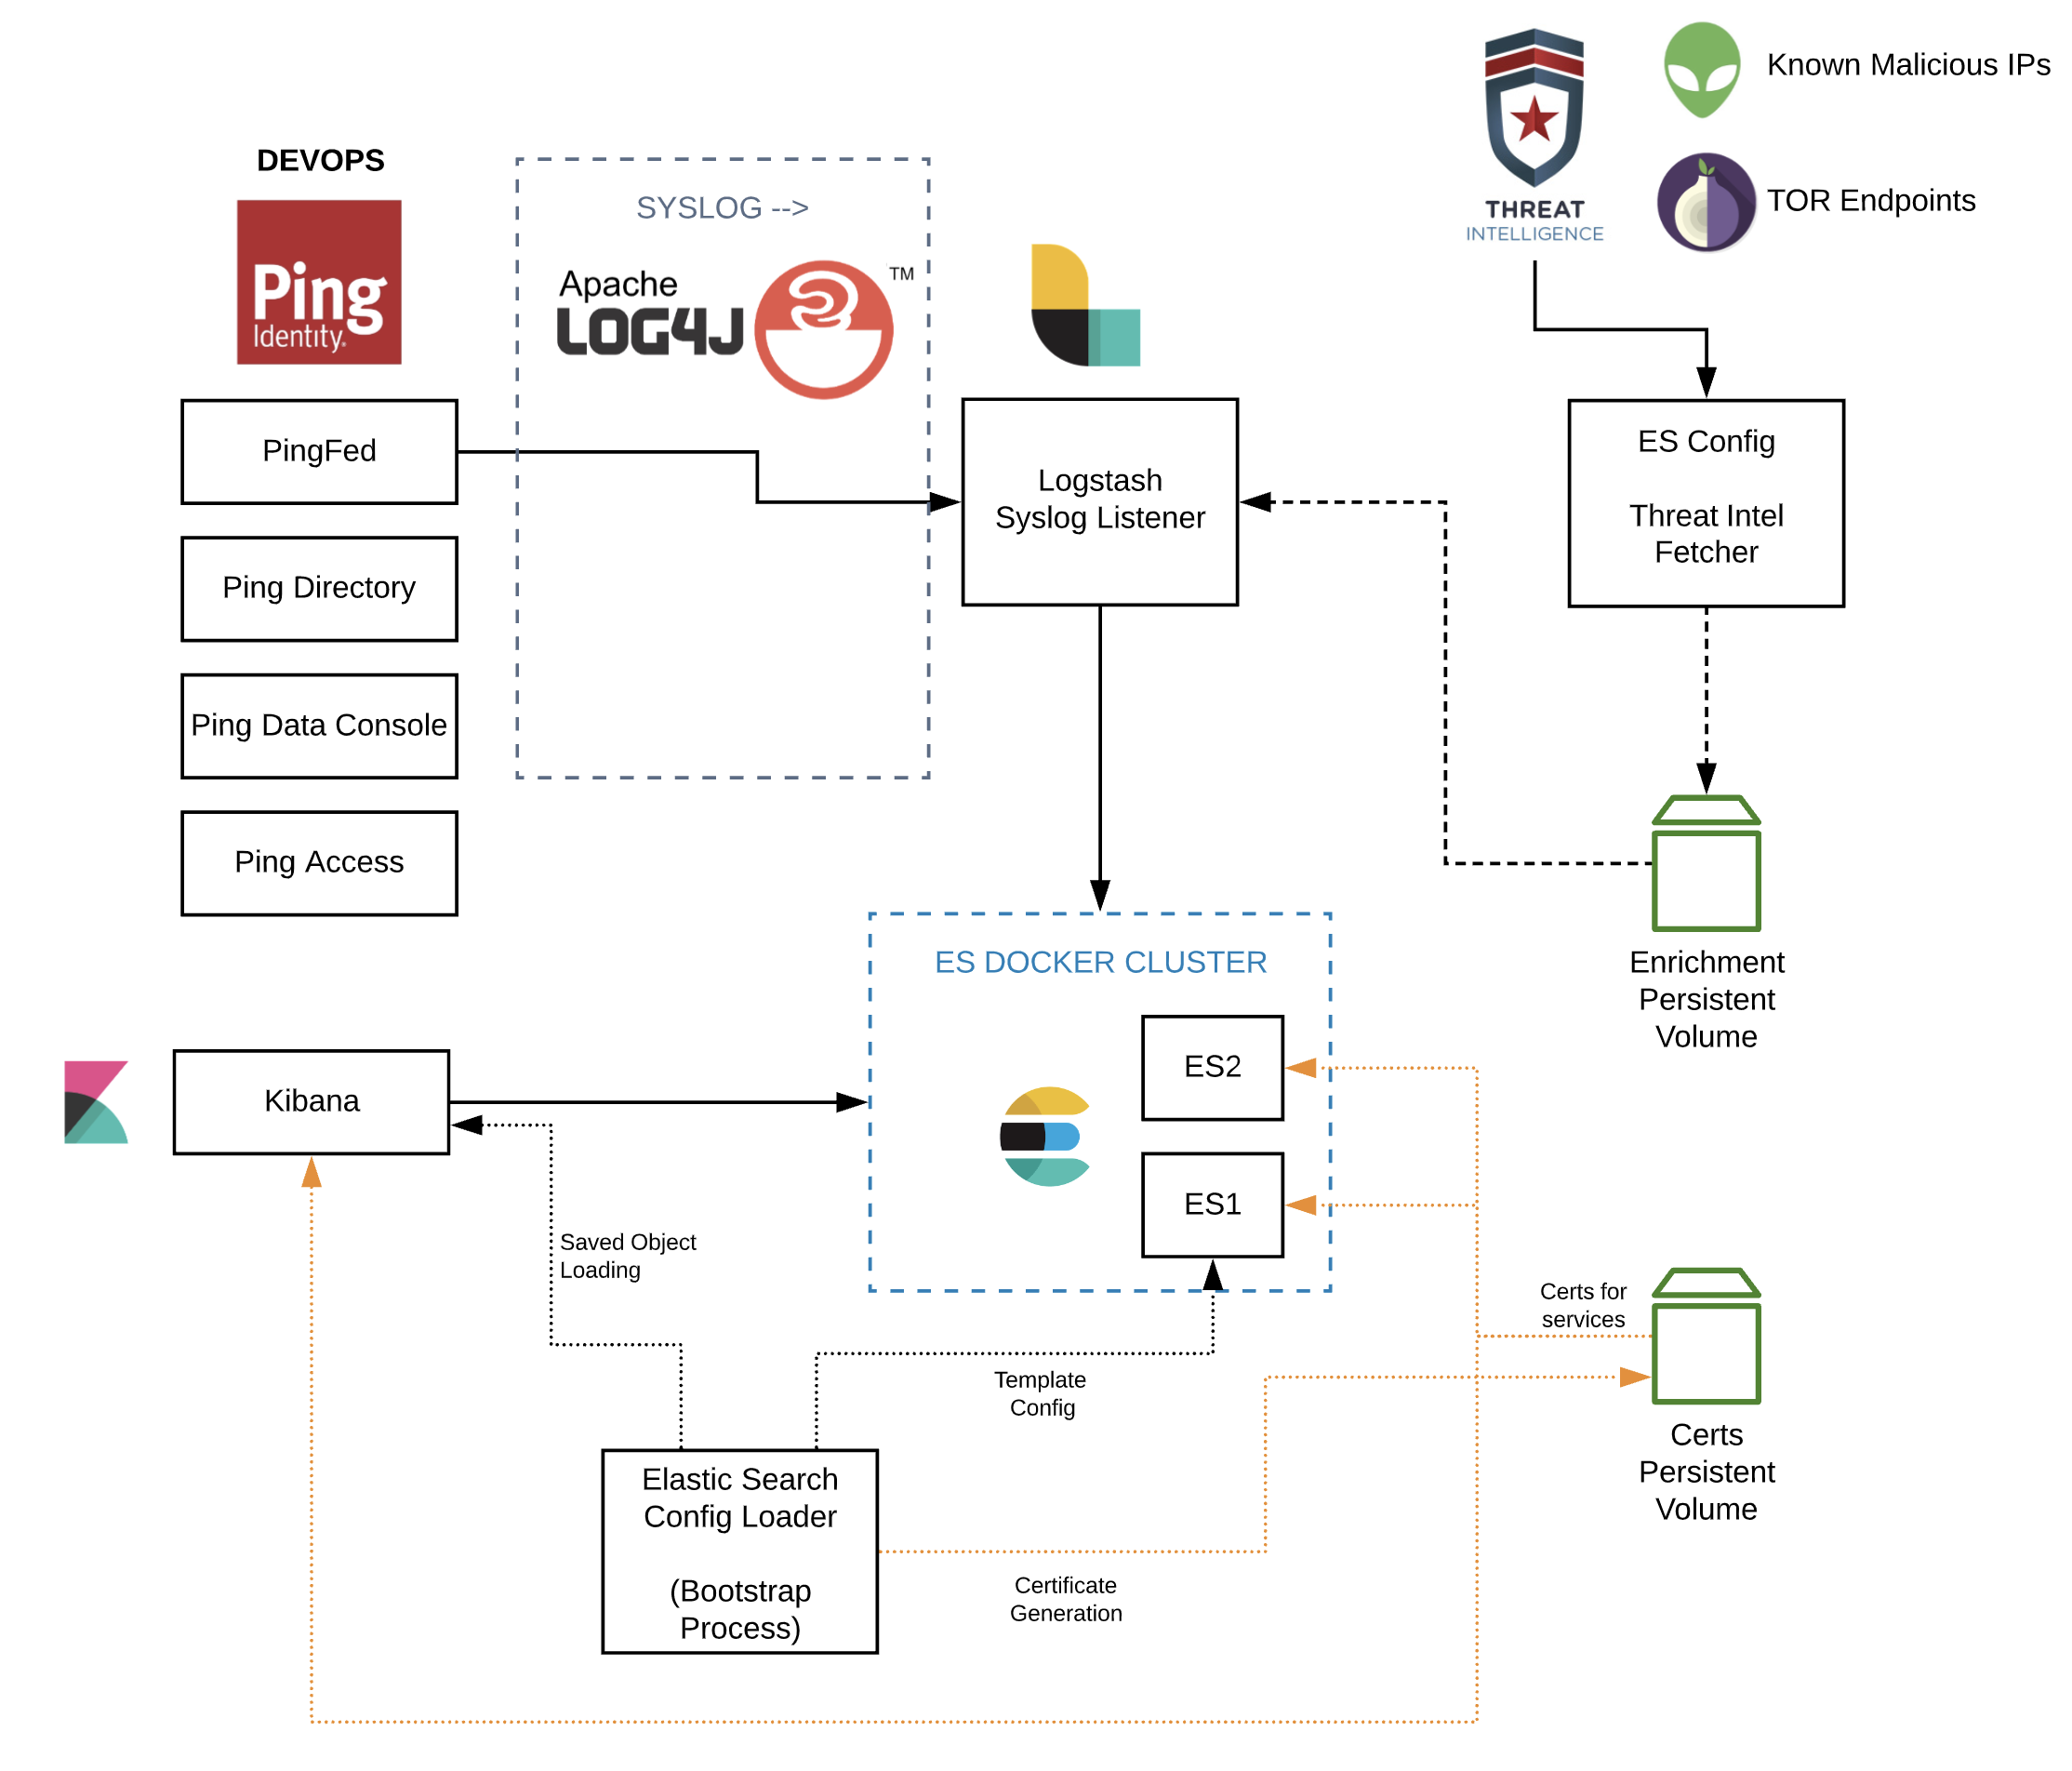 DEVOPS
Ping
Identity®
PingFed
Ping Directory
Ping Data Console
Ping Access
SYSLOG -->
Apache
LOG4J
TM
Logstash
Syslog Listener
THREAT
INTELLIGENCE
Known Malicious IPs
TOR Endpoints
ES Config
Threat Intel
Fetcher
Enrichment
Persistent
Volume
ES DOCKER CLUSTER
ES2
ES1
Kibana
Saved Object
Loading
Template
Config
Certs for
services
Certs
Persistent
Volume
Elastic Search
Config Loader
(Bootstrap
Process)
Certificate
Generation